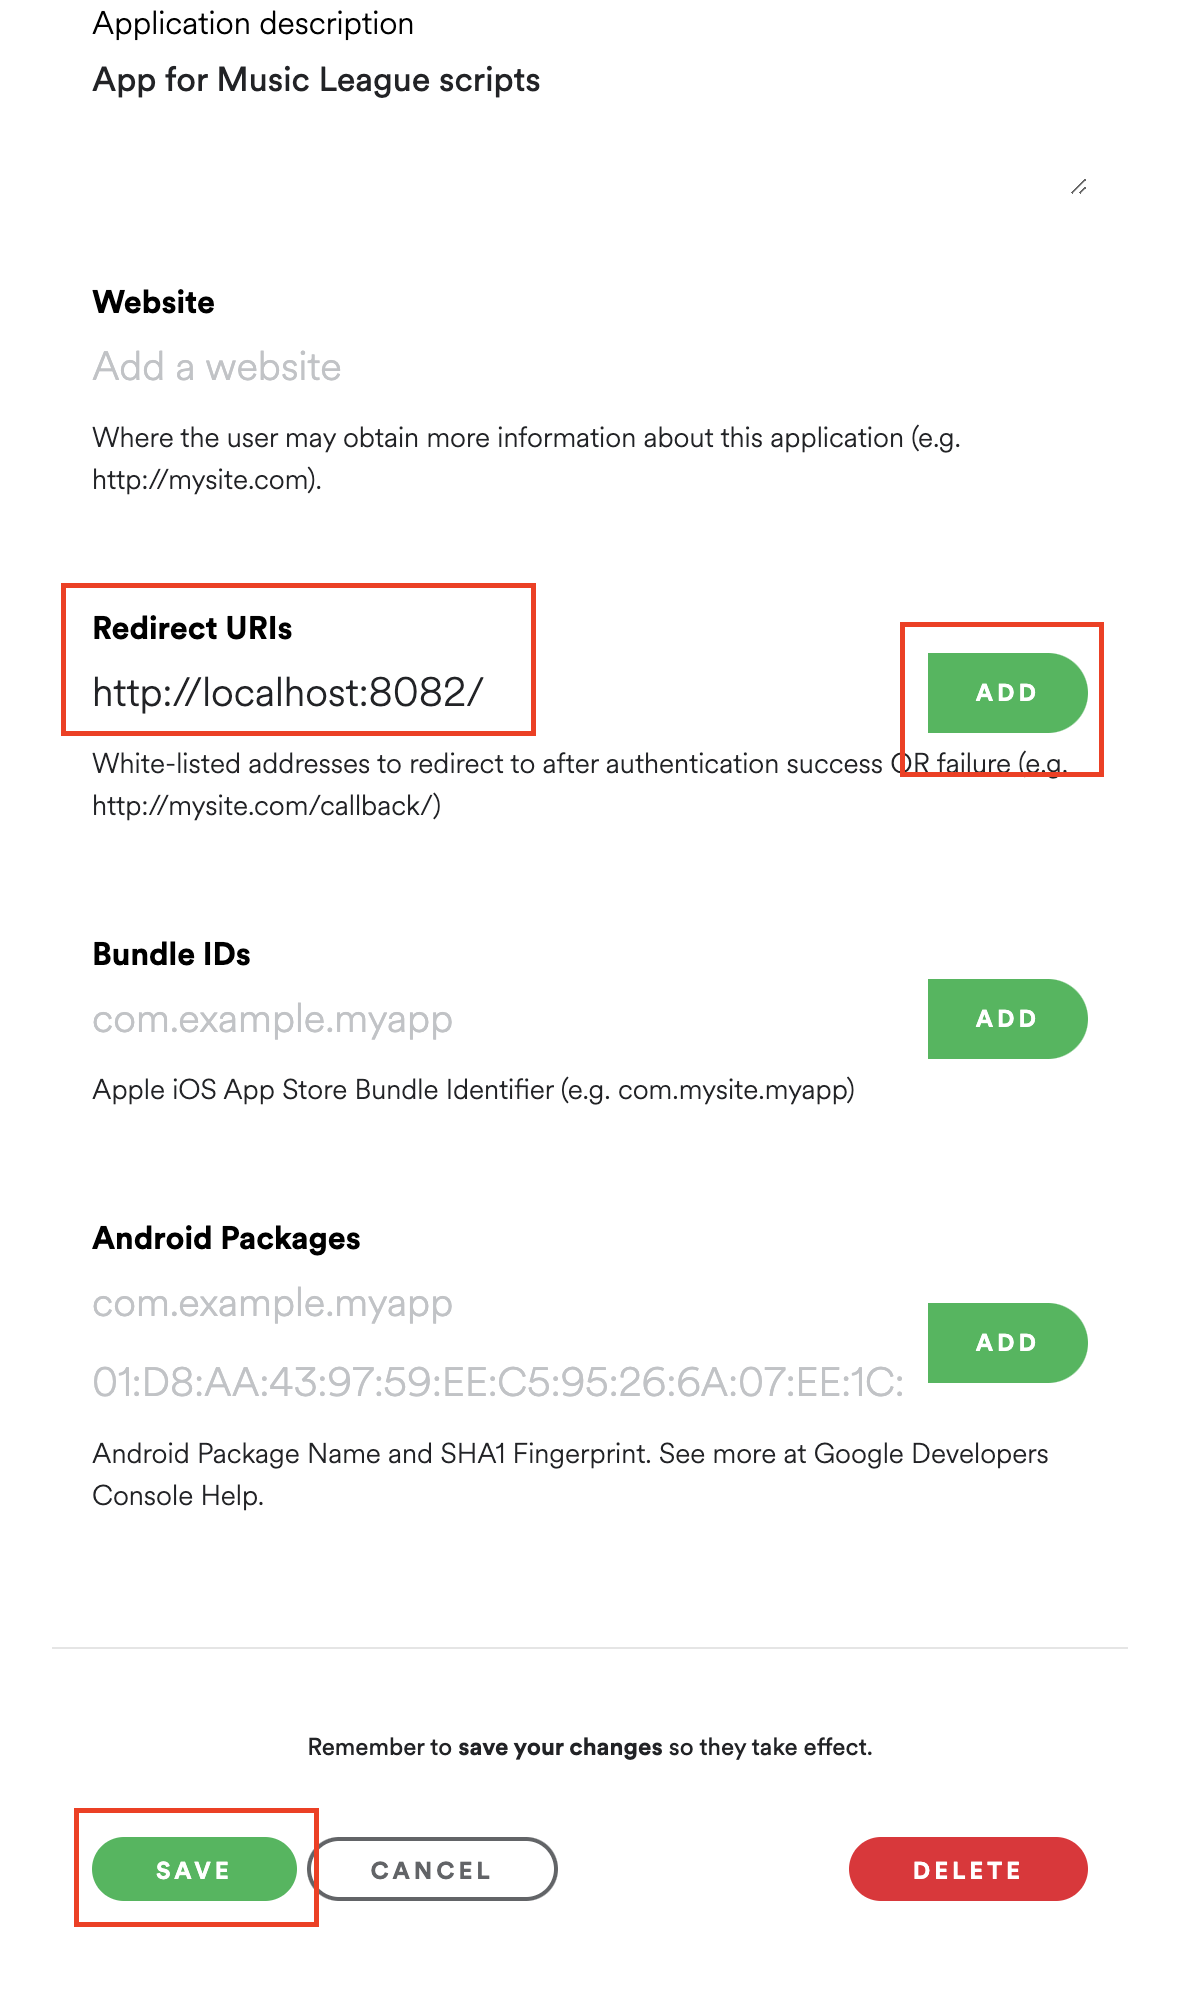 Application description
App for Music League scripts
Website
Add a website
Where the user may obtain more information about this application (e.g.
http://mysite.com).
Redirect URIs
http://localhost:8082/
ADD
White-listed addresses to redirect to after authentication success OR failure (e.g.
http://mysite.com/callback/)
Bundle IDs
com.example.myapp
ADD
Apple iOS App Store Bundle Identifier (e.g. com.mysite.myapp)
Android Packages
com.example.myapp
ADD
01:D8:AA:43:97:59:EE:C5:95:26:6A:07:EE:1C:
Android Package Name and SHA1 Fingerprint. See more at Google Developers
Console Help.
Remember to save your changes so they take effect.
SAVE
CANCEL
DELETE